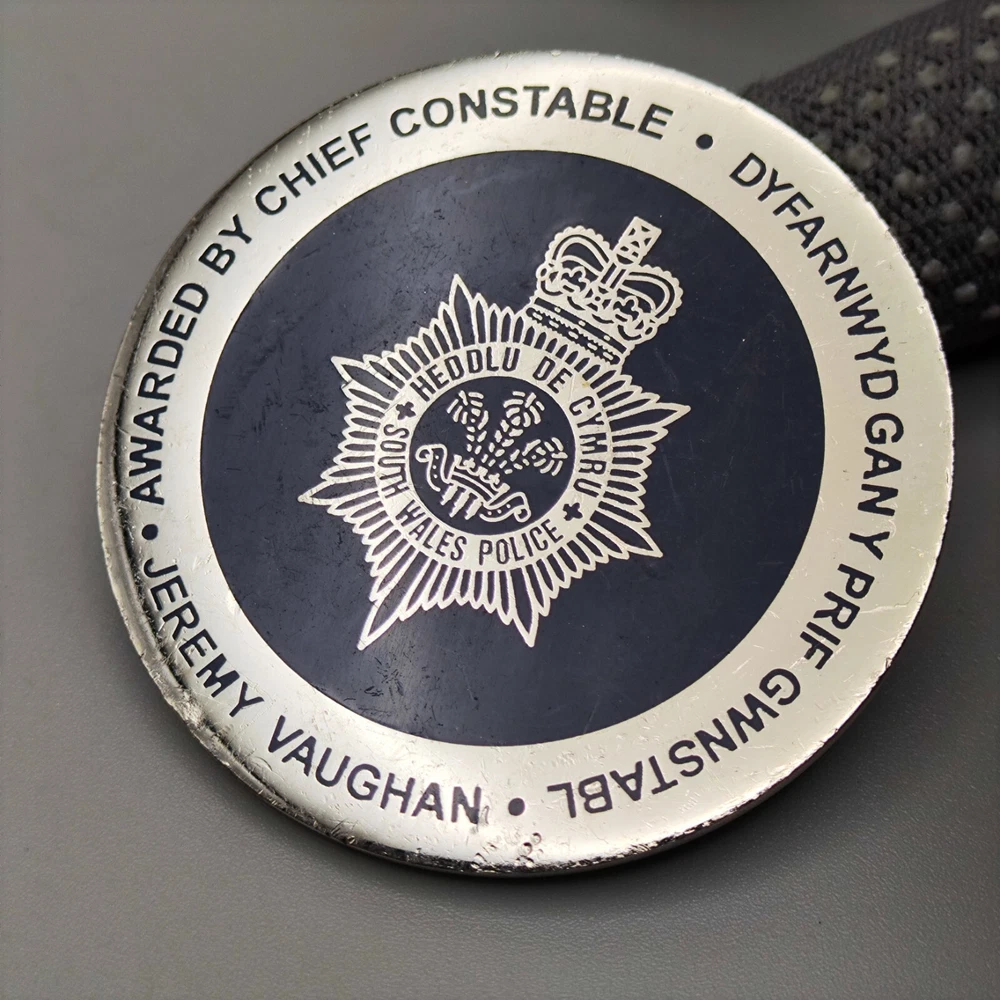 AWARDED BY CHIEF CONSTABLE •
DYFARNWYD GAN Y PRIF GWNSTABL •
JEREMY VAUGHAN •
HEDDLU DE CYMRU
SOUTH WALES POLICE